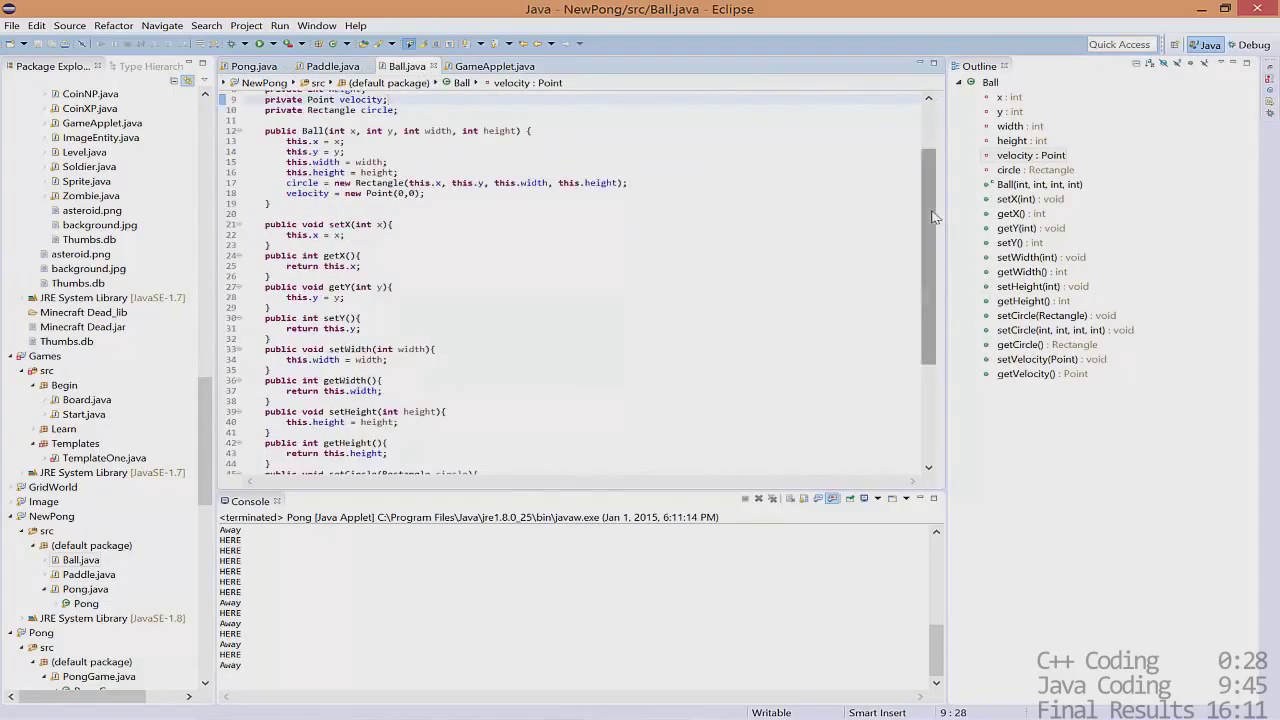 Java - NewPong/src/Ball.java - Eclipse
File Edit Source Refactor Navigate Search Project Run Window Help
Quick Access Java Debug
Package Explo... Type Hierarch
CoinNP.java
CoinXP.java
GameApplet.java
ImageEntity.java
Level.java
Soldier.java
Sprite.java
Zombie.java
asteroid.png
background.jpg
Thumbs.db
asteroid.png
background.jpg
Thumbs.db
JRE System Library [JavaSE-1.7]
Minecraft Dead_lib
Minecraft Dead.jar
Thumbs.db
Games
src
Begin
Board.java
Start.java
Learn
Templates
TemplateOne.java
JRE System Library [JavaSE-1.7]
GridWorld
Image
NewPong
src
(default package)
Ball.java
Paddle.java
Pong.java
Pong
JRE System Library [JavaSE-1.8]
Pong
src
(default package)
PongGame.java
Pong.java Paddle.java Ball.java GameApplet.java
NewPong src (default package) Ball velocity: Point
9 private Point velocity;
10 private Rectangle circle;
11
12 public Ball(int x, int y, int width, int height) {
13 this.x = x;
14 this.y = y;
15 this.width = width;
16 this.height = height;
17 circle = new Rectangle(this.x, this.y, this.width, this.height);
18 velocity = new Point(0,0);
19 }
20
21 public void setX(int x){
22 this.x = x;
23 }
24 public int getX(){
25 return this.x;
26 }
27 public void getY(int y){
28 this.y = y;
29 }
30 public int setY(){
31 return this.y;
32 }
33 public void setWidth(int width){
34 this.width = width;
35 }
36 public int getWidth(){
37 return this.width;
38 }
39 public void setHeight(int height){
40 this.height = height;
41 }
42 public int getHeight(){
43 return this.height;
44 }
45 public void setCircle(Rectangle circle){
Console
<terminated> Pong [Java Applet] C:\Program Files\Java\jre1.8.0_25\bin\javaw.exe (Jan 1, 2015, 6:11:14 PM)
Away
HERE
HERE
HERE
HERE
HERE
HERE
Away
HERE
Away
HERE
Away
HERE
Away
Outline
Ball
x : int
y : int
width : int
height : int
velocity : Point
circle : Rectangle
Ball(int, int, int, int)
setX(int) : void
getX() : int
getY(int) : void
setY() : int
setWidth(int) : void
getWidth() : int
setHeight(int) : void
getHeight() : int
setCircle(Rectangle) : void
setCircle(int, int, int, int) : void
getCircle() : Rectangle
setVelocity(Point) : void
getVelocity() : Point
C++ Coding 0:28
Java Coding 9:45
Final Results 16:11
Writable Smart Insert 9 : 28